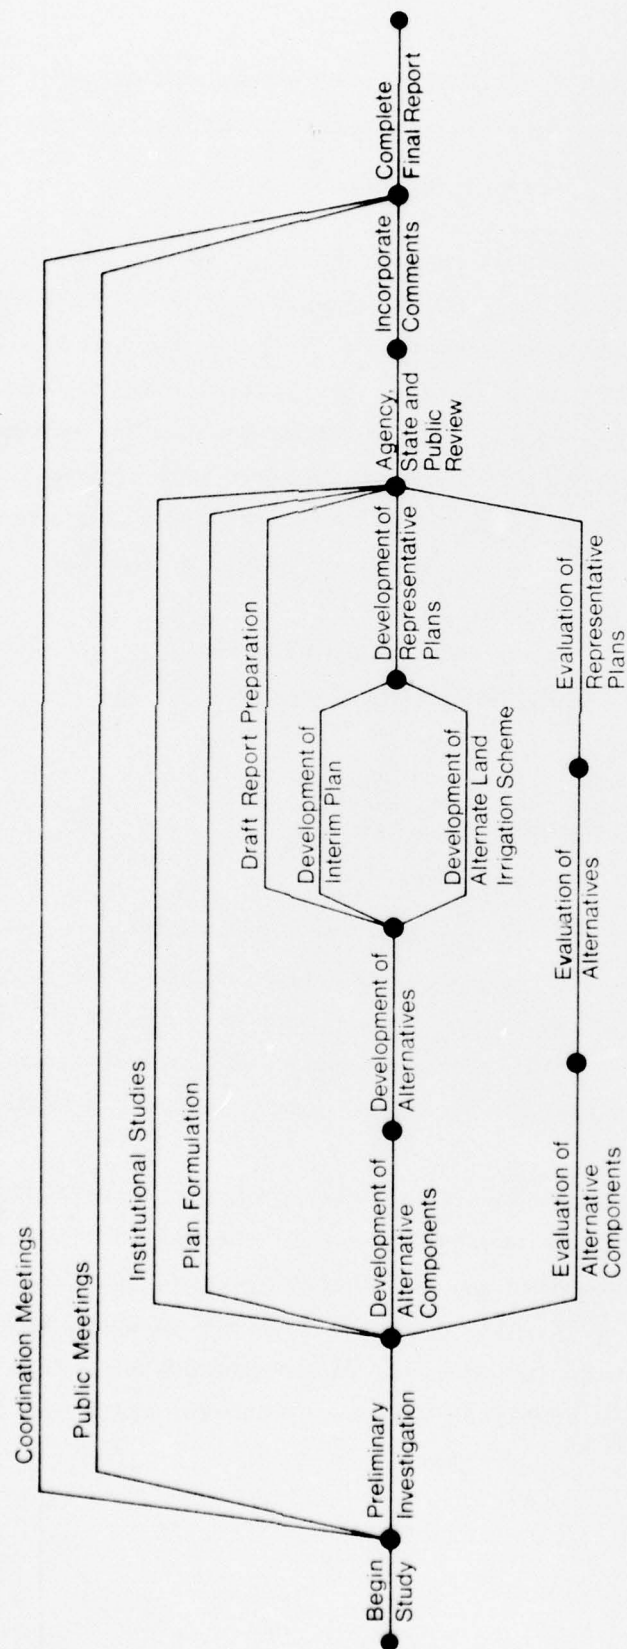 Coordination Meetings
Public Meetings
Institutional Studies
Plan Formulation
Draft Report Preparation
Development of
Interim Plan
Begin
Study
Preliminary
Investigation
Development of
Alternative
Components
Development of
Alternatives
Development of
Alternate Land
Irrigation Scheme
Development of
Representative
Plans
Agency,
State and
Public
Review
Incorporate
Comments
Complete
Final Report
Evaluation of
Alternative
Components
Evaluation of
Alternatives
Evaluation of
Representative
Plans